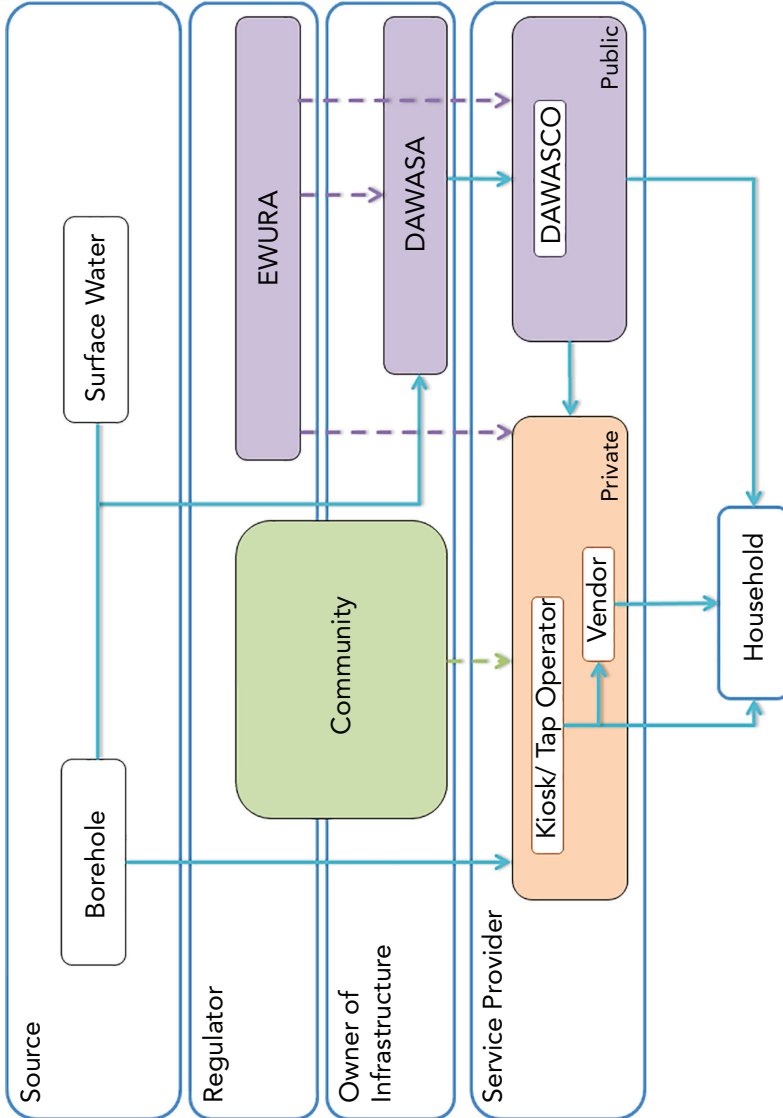 Source
Borehole
Surface Water
Regulator
EWURA
Community
Owner of
Infrastructure
DAWASA
Service Provider
Kiosk/ Tap Operator
Vendor
Private
DAWASCO
Public
Household